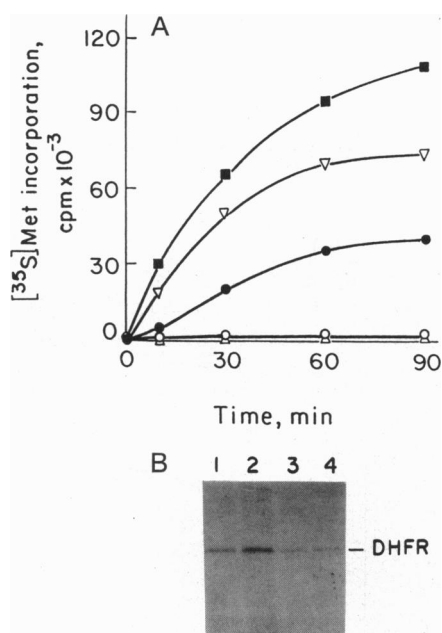 A
[³⁵S]Met incorporation,
cpm x 10⁻³
120
90
60
30
0
0 30 60 90
Time, min
B
1 2 3 4
– DHFR